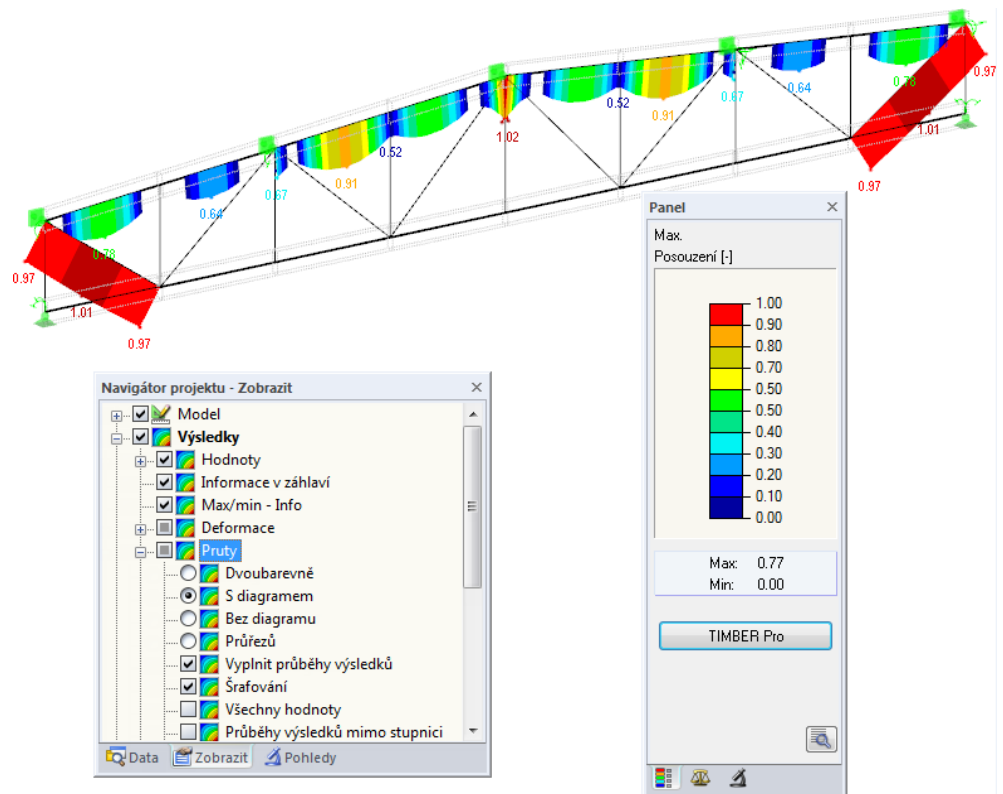 0.97
0.78
0.64
0.67
0.91
0.52
1.02
0.52
0.91
0.67
0.64
0.78
0.97
1.01
0.97
0.97
1.01
0.97
Panel
Max.
Posouzení [-]
1.00
0.90
0.80
0.70
0.50
0.50
0.40
0.30
0.20
0.10
0.00
Max: 0.77
Min: 0.00
TIMBER Pro
Navigátor projektu - Zobrazit
Model
Výsledky
Hodnoty
Informace v záhlaví
Max/min - Info
Deformace
Pruty
Dvoubarevně
S diagramem
Bez diagramu
Průřezů
Vyplnit průběhy výsledků
Šrafování
Všechny hodnoty
Průběhy výsledků mimo stupnici
Data Zobrazit Pohledy